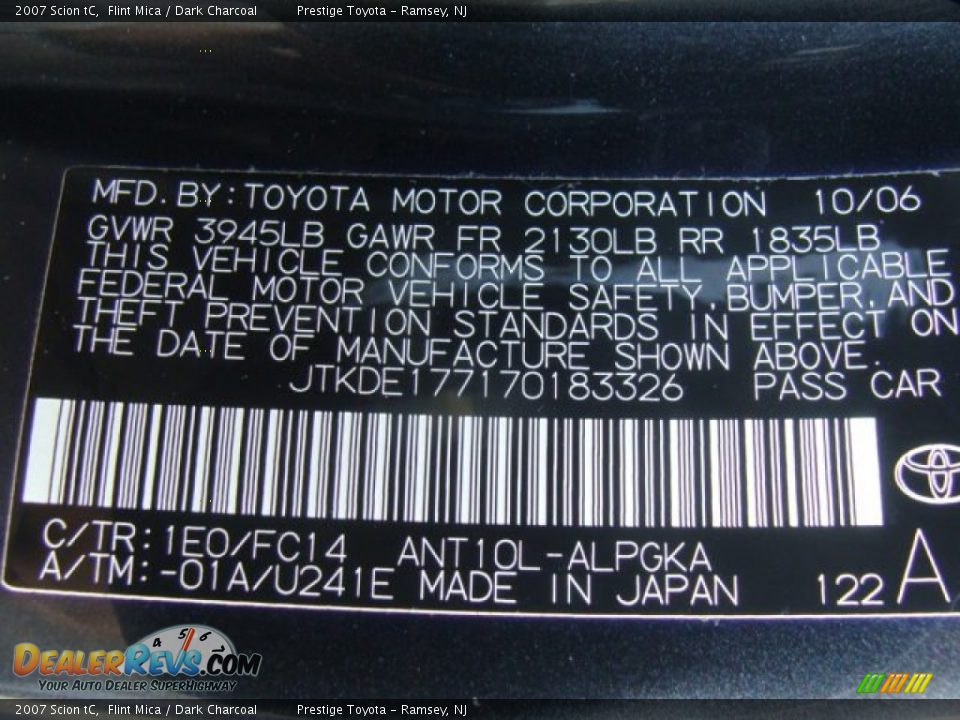 2007 Scion tC,  Flint Mica / Dark Charcoal        Prestige Toyota - Ramsey, NJ
MFD.BY:TOYOTA MOTOR CORPORATION 10/06
GVWR 3945LB GAWR FR 2130LB RR 1835LB
THIS VEHICLE CONFORMS TO ALL APPLICABLE
FEDERAL MOTOR VEHICLE SAFETY,BUMPER,AND
THEFT PREVENTION STANDARDS IN EFFECT ON
THE DATE OF MANUFACTURE SHOWN ABOVE.
JTKDE177170183326 PASS CAR
C/TR:1E0/FC14 ANT10L-ALPGKA
A/TM:-01A/U241E MADE IN JAPAN 122 A
4 5 6
DEALERREVS.COM
YOUR AUTO DEALER SUPERHIGHWAY
2007 Scion tC,  Flint Mica / Dark Charcoal        Prestige Toyota - Ramsey, NJ